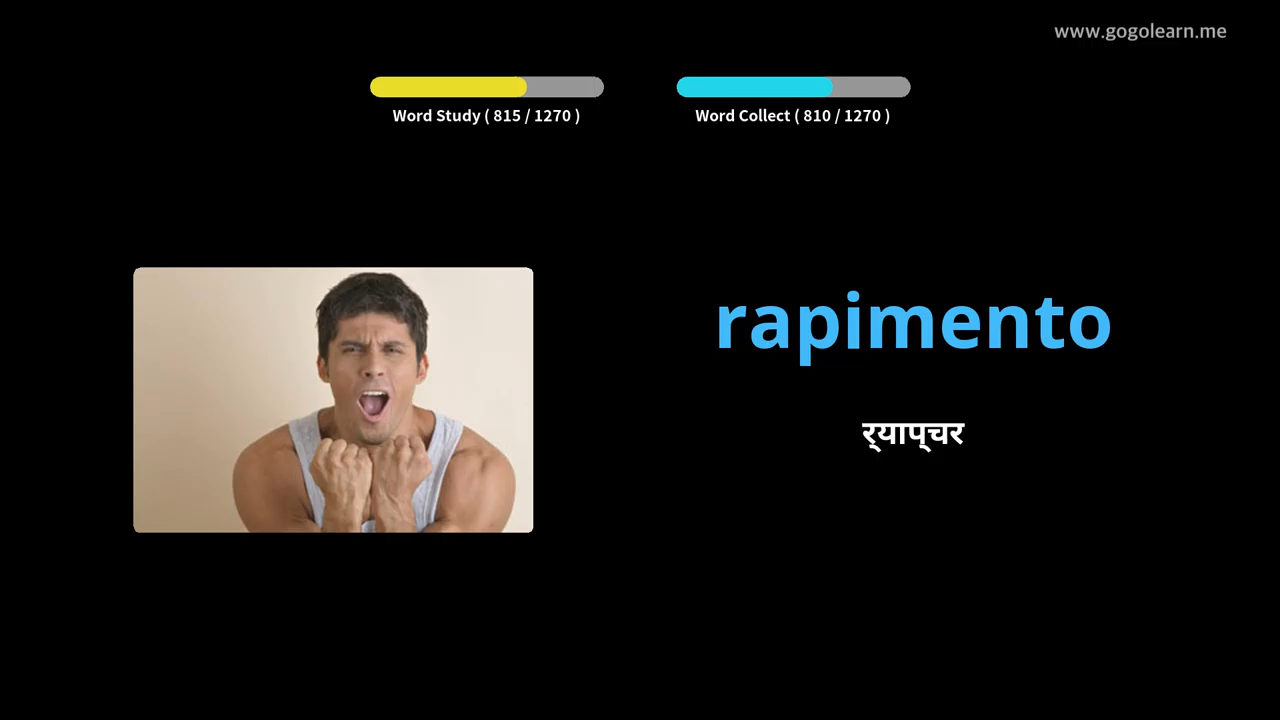 www.gogolearn.me
Word Study ( 815 / 1270 )
Word Collect ( 810 / 1270 )
rapimento
र्‍याप्चर